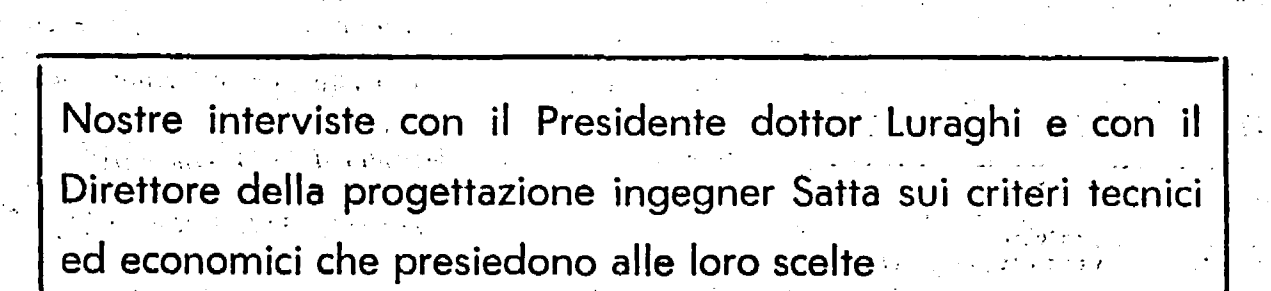 Nostre interviste con il Presidente dottor Luraghi e con il
Direttore della progettazione ingegner Satta sui criteri tecnici
ed economici che presiedono alle loro scelte